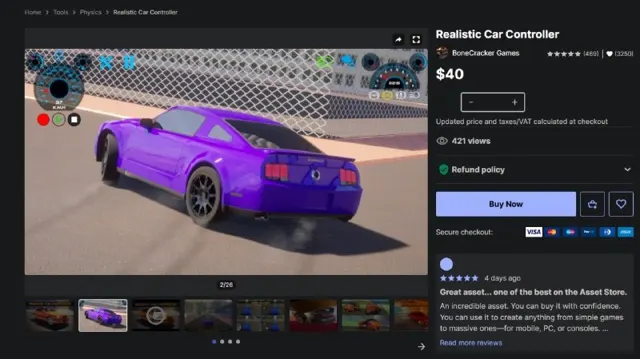 Home > Tools > Physics > Realistic Car Controller
Realistic Car Controller
BoneCracker Games
(469) | (3250)
$40
- +
Updated price and taxes/VAT calculated at checkout
421 views
Refund policy
Buy Now
Secure checkout: VISA
2/26
4 days ago
Great asset... one of the best on the Asset Store.
An incredible asset. You can buy it with confidence.
You can use it to create anything from simple games
to massive ones—for mobile, PC, or consoles. ...
Read more reviews